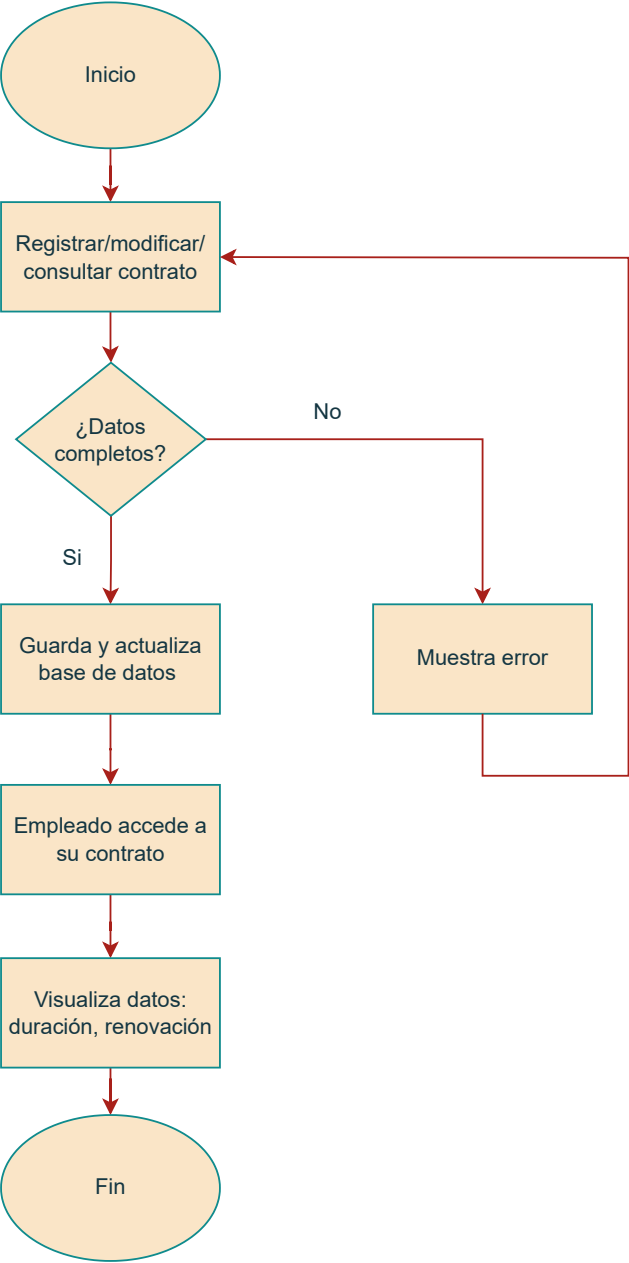 Inicio
Registrar/modificar/
consultar contrato
¿Datos
completos?
No
Si
Guarda y actualiza
base de datos
Muestra error
Empleado accede a
su contrato
Visualiza datos:
duración, renovación
Fin